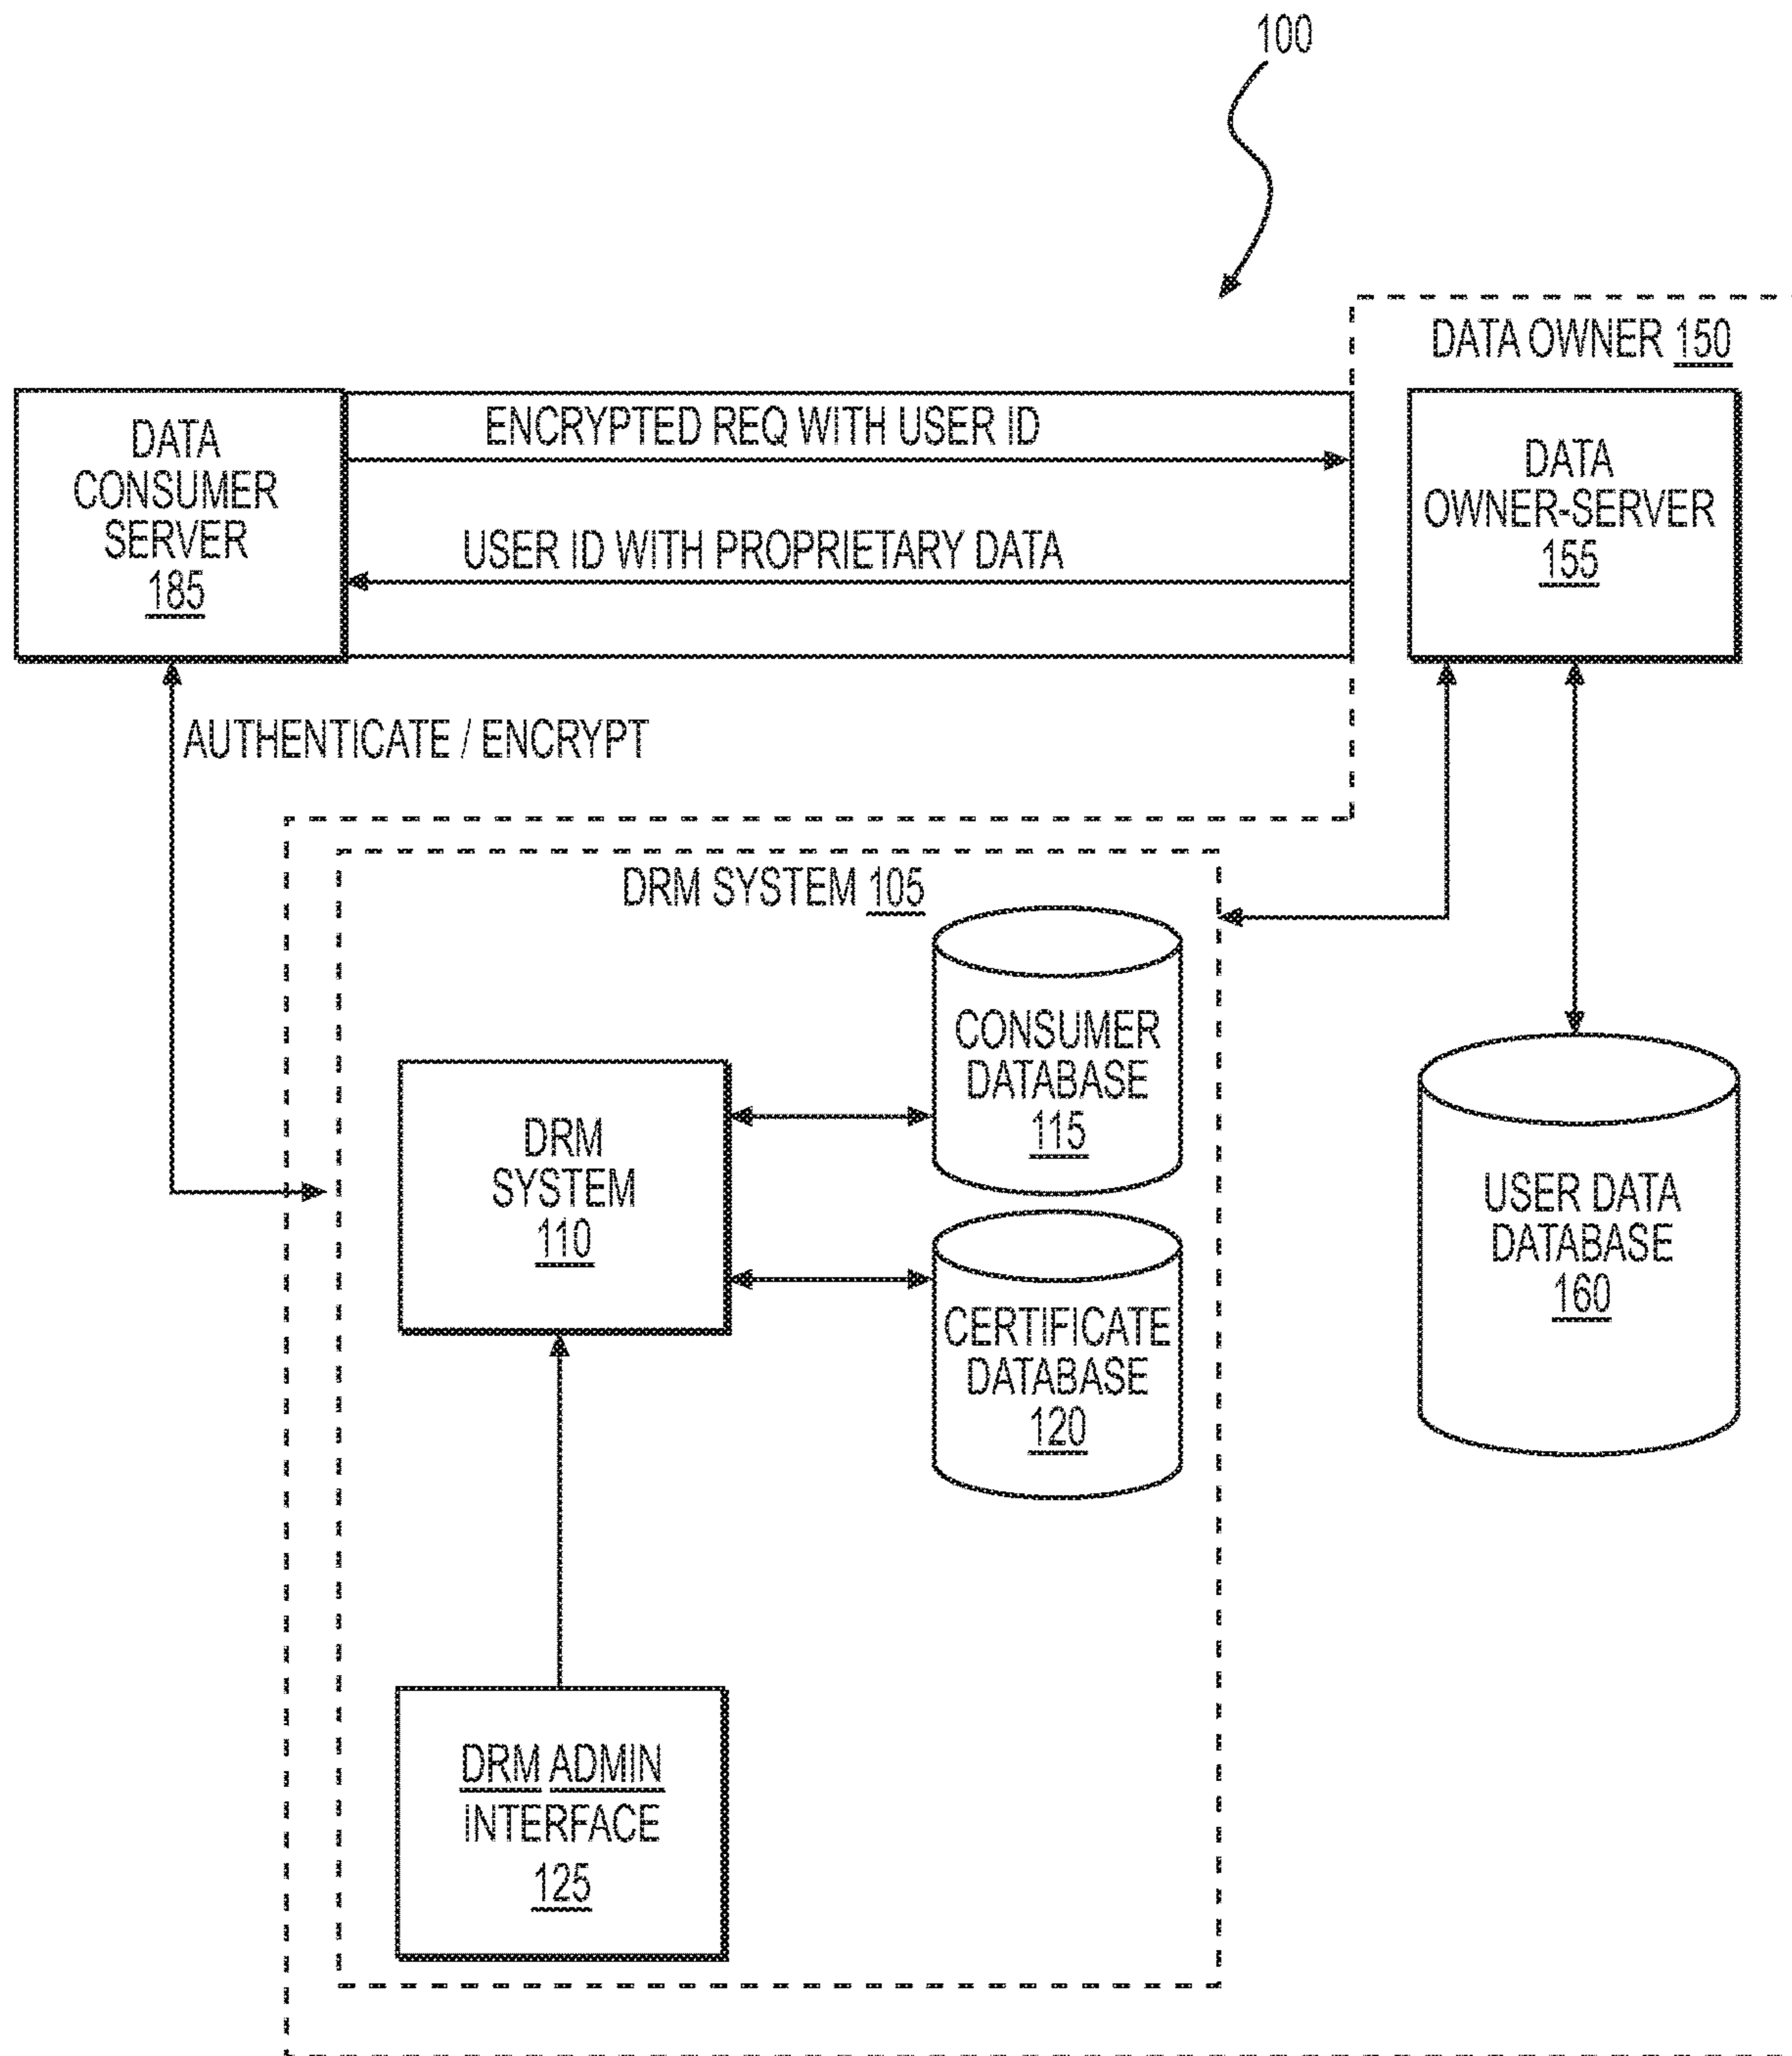 100
DATA OWNER 150
DATA
CONSUMER
SERVER
185
ENCRYPTED REQ WITH USER ID
USER ID WITH PROPRIETARY DATA
DATA
OWNER-SERVER
155
AUTHENTICATE / ENCRYPT
DRM SYSTEM 105
CONSUMER
DATABASE
115
DRM
SYSTEM
110
USER DATA
DATABASE
160
CERTIFICATE
DATABASE
120
DRM ADMIN
INTERFACE
125